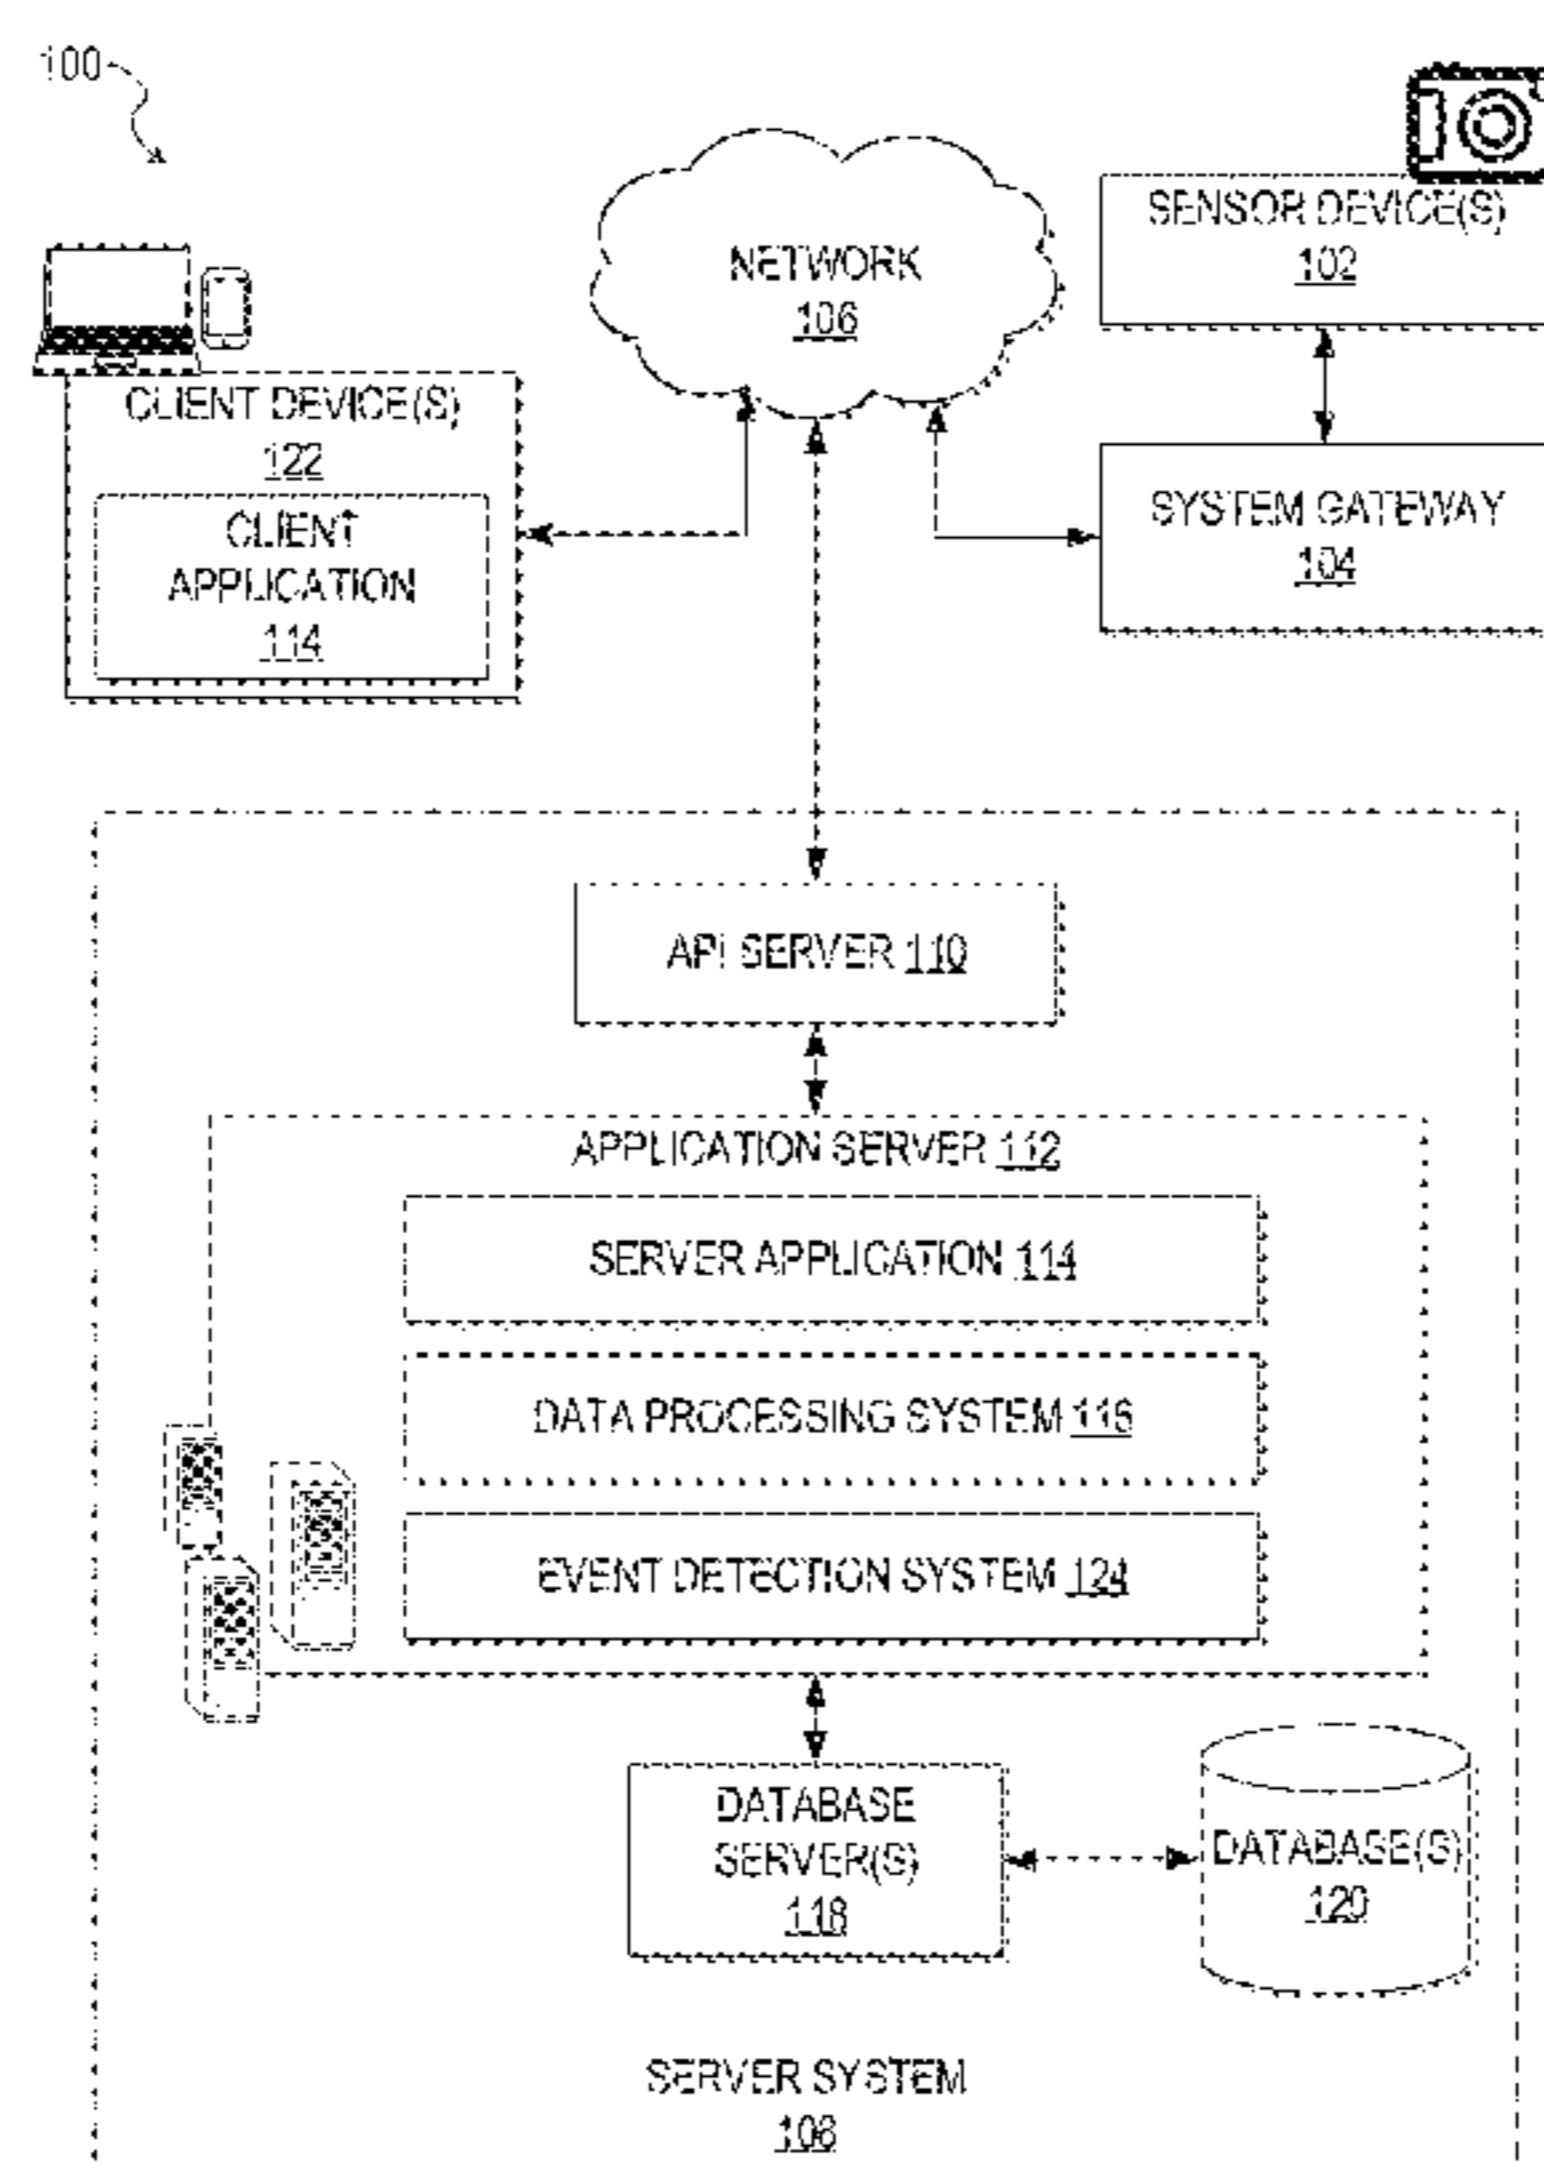 100
NETWORK
106
SENSOR DEVICE(S)
102
CLIENT DEVICE(S)
122
CLIENT
APPLICATION
114
SYSTEM GATEWAY
104
API SERVER 110
APPLICATION SERVER 112
SERVER APPLICATION 114
DATA PROCESSING SYSTEM 116
EVENT DETECTION SYSTEM 124
DATABASE
SERVER(S)
118
DATABASE(S)
120
SERVER SYSTEM
108